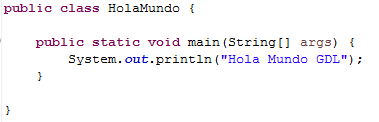 public class HolaMundo {
public static void main(String[] args) {
System.out.println("Hola Mundo GDL");
}
}